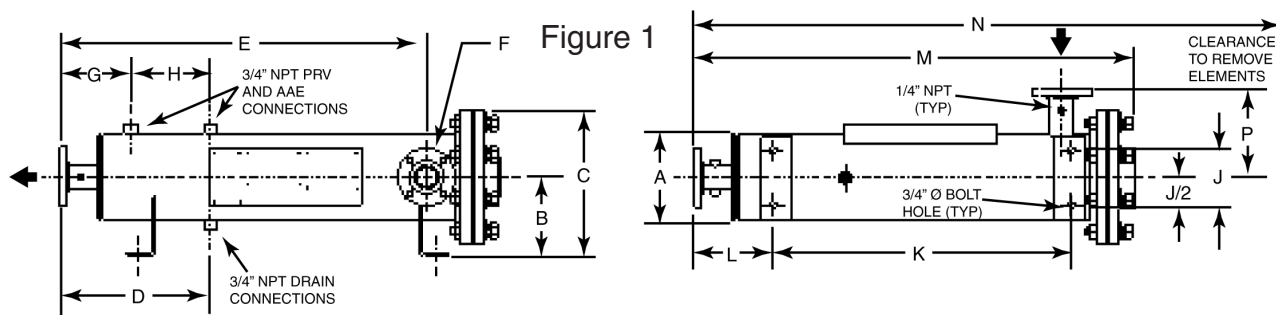 Figure 1
E
F
G
H
3/4" NPT PRV
AND AAE
CONNECTIONS
C
B
D
3/4" NPT DRAIN
CONNECTIONS
N
M
CLEARANCE
TO REMOVE
ELEMENTS
1/4" NPT
(TYP)
P
A
J
J/2
3/4" Ø BOLT
HOLE (TYP)
L
K